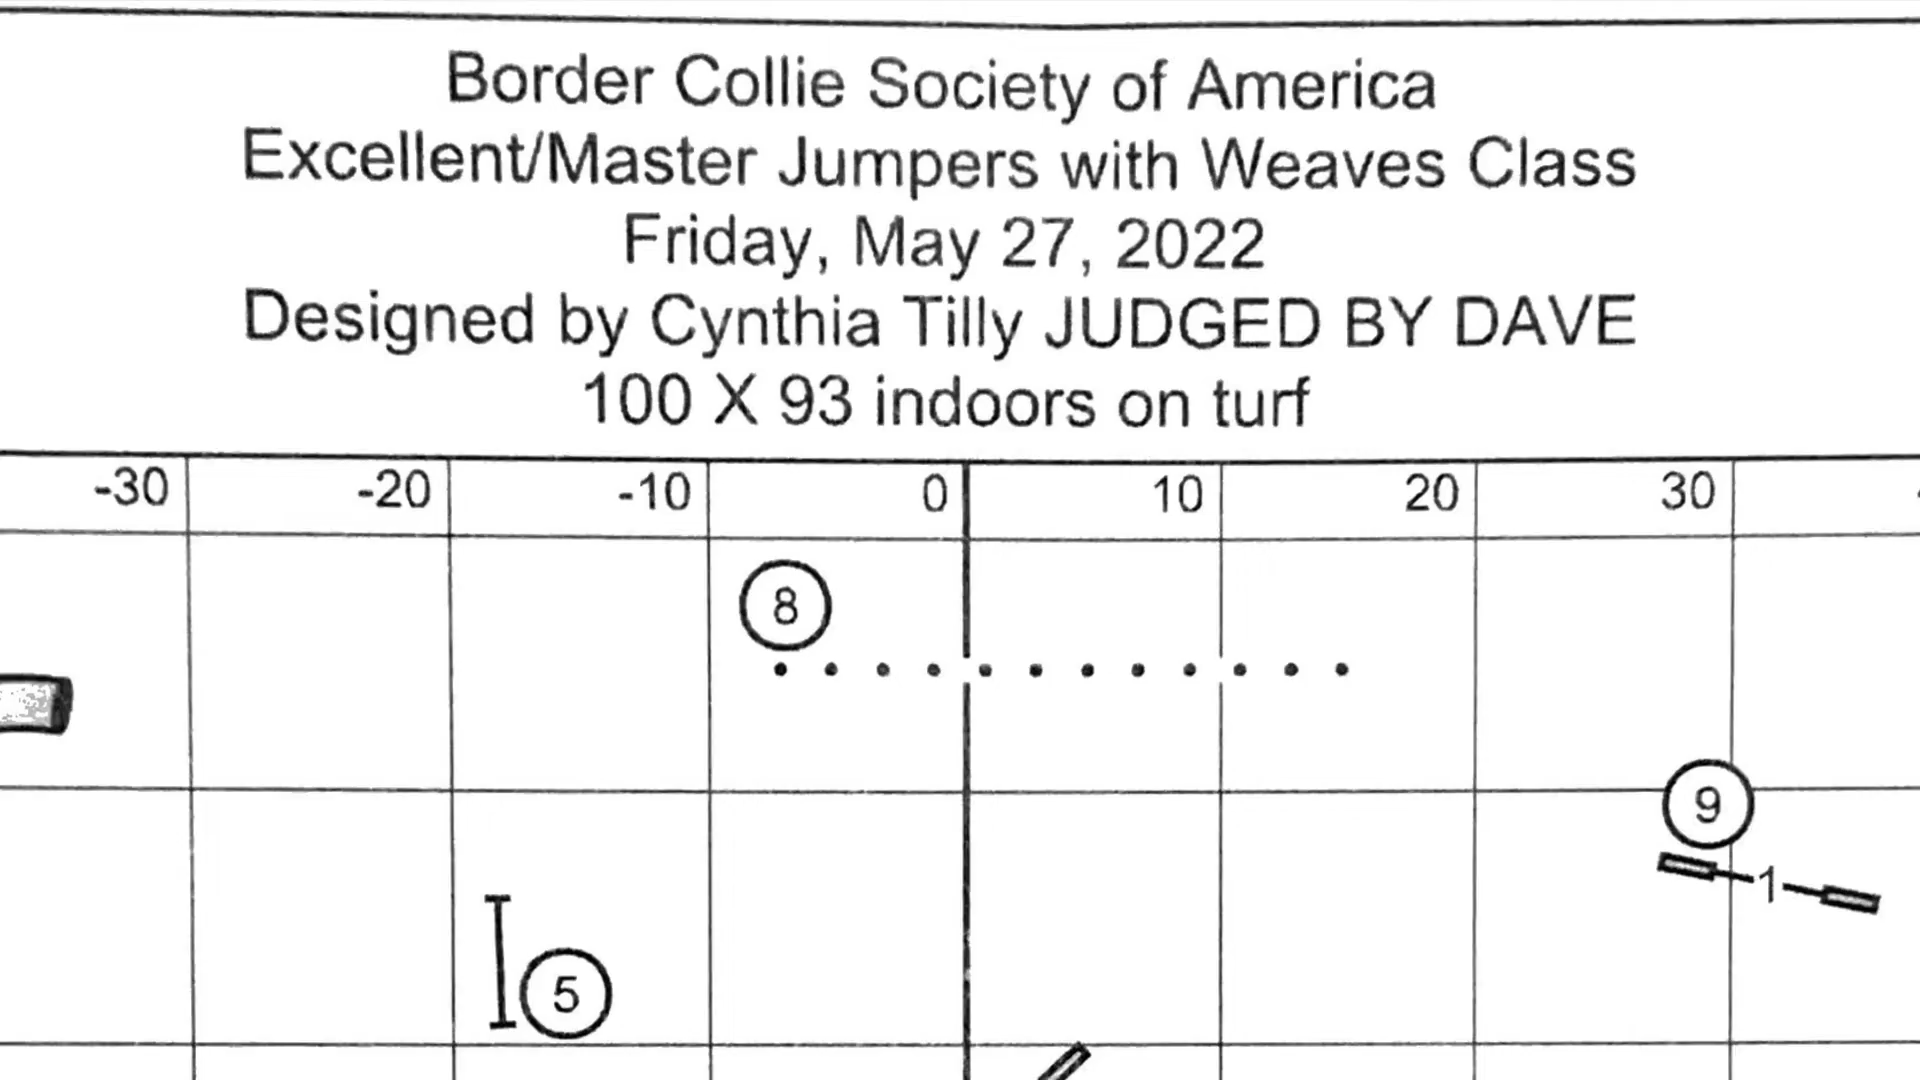 Border Collie Society of America
Excellent/Master Jumpers with Weaves Class
Friday, May 27, 2022
Designed by Cynthia Tilly JUDGED BY DAVE
100 X 93 indoors on turf
-30 -20 -10 0 10 20 30
8
9
1
5